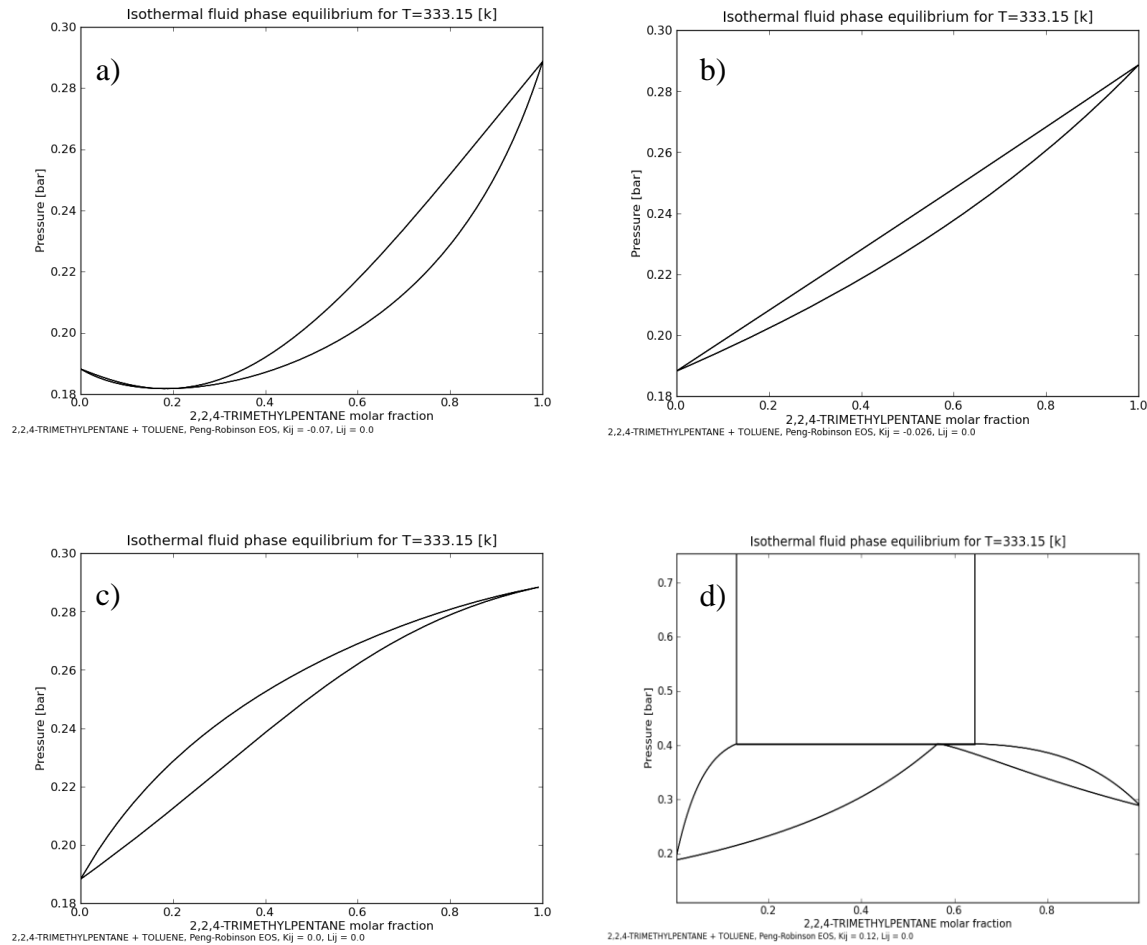 Isothermal fluid phase equilibrium for T=333.15 [k]
a)
0.30
0.28
0.26
0.24
0.22
0.20
0.18
Pressure [bar]
0.0 0.2 0.4 0.6 0.8 1.0
2,2,4-TRIMETHYLPENTANE molar fraction
2,2,4-TRIMETHYLPENTANE + TOLUENE, Peng-Robinson EOS, Kij = -0.07, Lij = 0.0
Isothermal fluid phase equilibrium for T=333.15 [k]
b)
0.30
0.28
0.26
0.24
0.22
0.20
0.18
Pressure [bar]
0.0 0.2 0.4 0.6 0.8 1.0
2,2,4-TRIMETHYLPENTANE molar fraction
2,2,4-TRIMETHYLPENTANE + TOLUENE, Peng-Robinson EOS, Kij = -0.026, Lij = 0.0
Isothermal fluid phase equilibrium for T=333.15 [k]
c)
0.30
0.28
0.26
0.24
0.22
0.20
0.18
Pressure [bar]
0.0 0.2 0.4 0.6 0.8 1.0
2,2,4-TRIMETHYLPENTANE molar fraction
2,2,4-TRIMETHYLPENTANE + TOLUENE, Peng-Robinson EOS, Kij = 0.0, Lij = 0.0
Isothermal fluid phase equilibrium for T=333.15 [k]
d)
0.7
0.6
0.5
0.4
0.3
0.2
Pressure [bar]
0.2 0.4 0.6 0.8
2,2,4-TRIMETHYLPENTANE molar fraction
2,2,4-TRIMETHYLPENTANE + TOLUENE, Peng-Robinson EOS, Kij = 0.12, Lij = 0.0